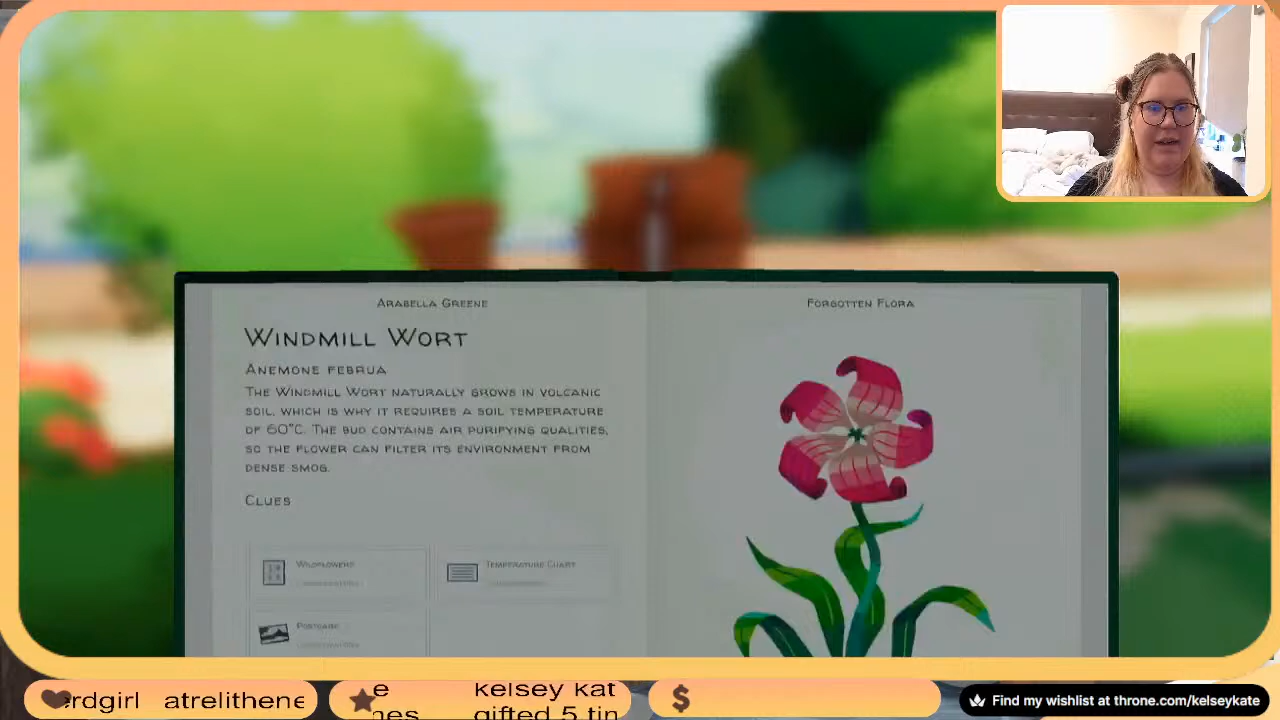 Arabella Greene
Forgotten Flora
Windmill Wort
Anemone februa
The Windmill Wort naturally grows in volcanic
soil, which is why it requires a soil temperature
of 60°C. The bud contains air purifying qualities,
so the flower can filter its environment from
dense smog.
Clues
Wildflowers
Temperature Chart
Postcard
erdgirl atrelithene
e kelsey kat
nes gifted 5 tin
$
Find my wishlist at throne.com/kelseykate